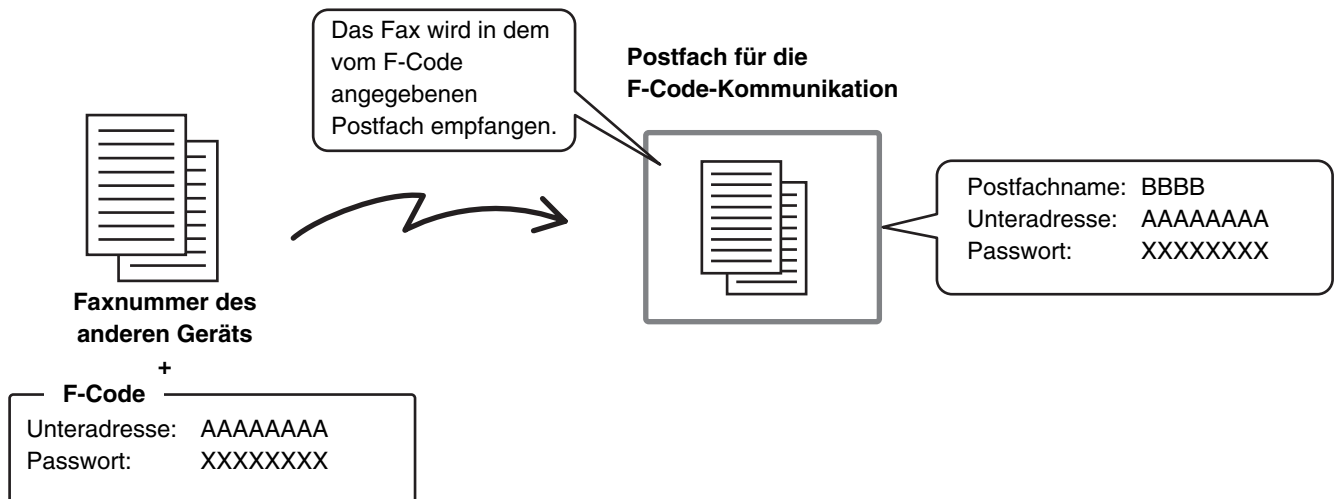 Das Fax wird in dem
vom F-Code
angegebenen
Postfach empfangen.
Postfach für die
F-Code-Kommunikation
Postfachname: BBBB
Unteradresse: AAAAAAAA
Passwort: XXXXXXXX
Faxnummer des
anderen Geräts
+
F-Code
Unteradresse: AAAAAAAA
Passwort: XXXXXXXX